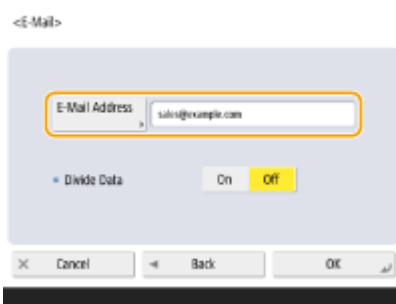 <E-Mail>
E-Mail Address sales@example.com
Divide Data On Off
Cancel Back OK